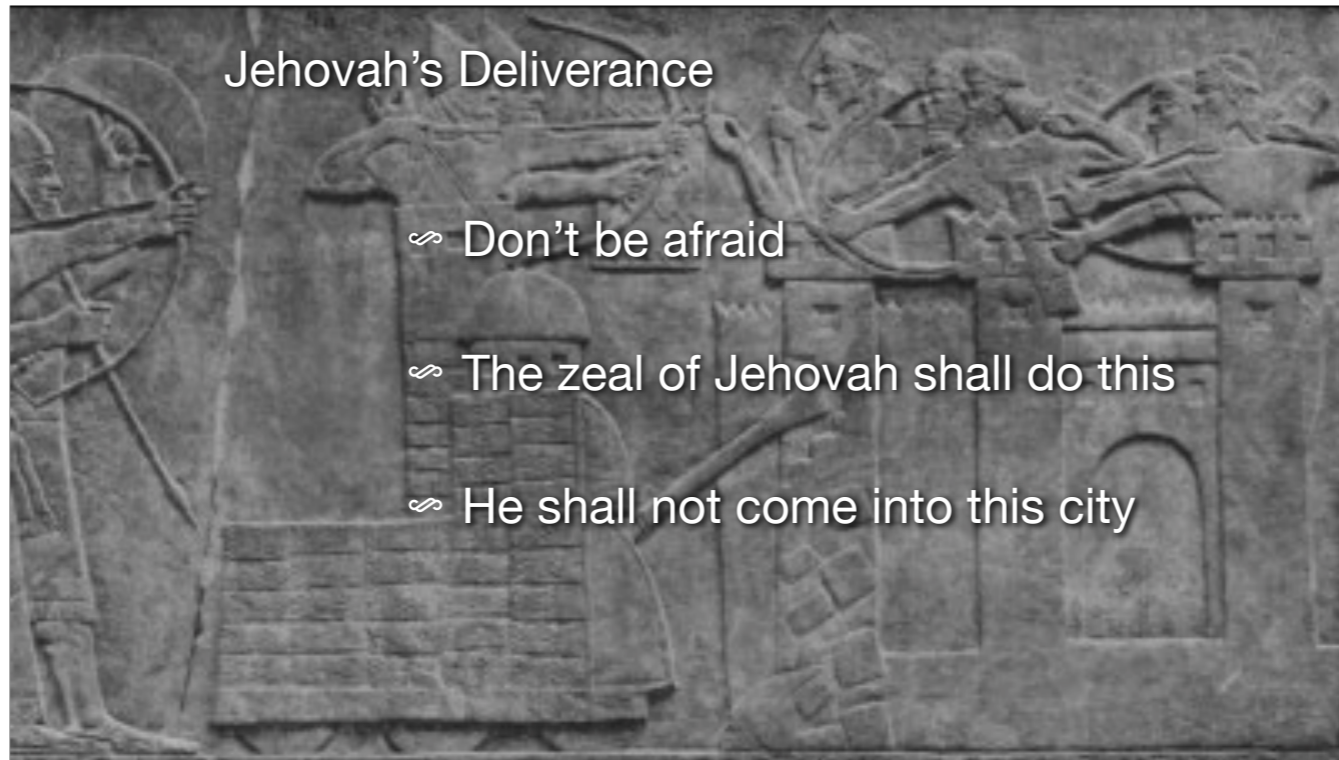 Jehovah’s Deliverance
Don’t be afraid
The zeal of Jehovah shall do this
He shall not come into this city